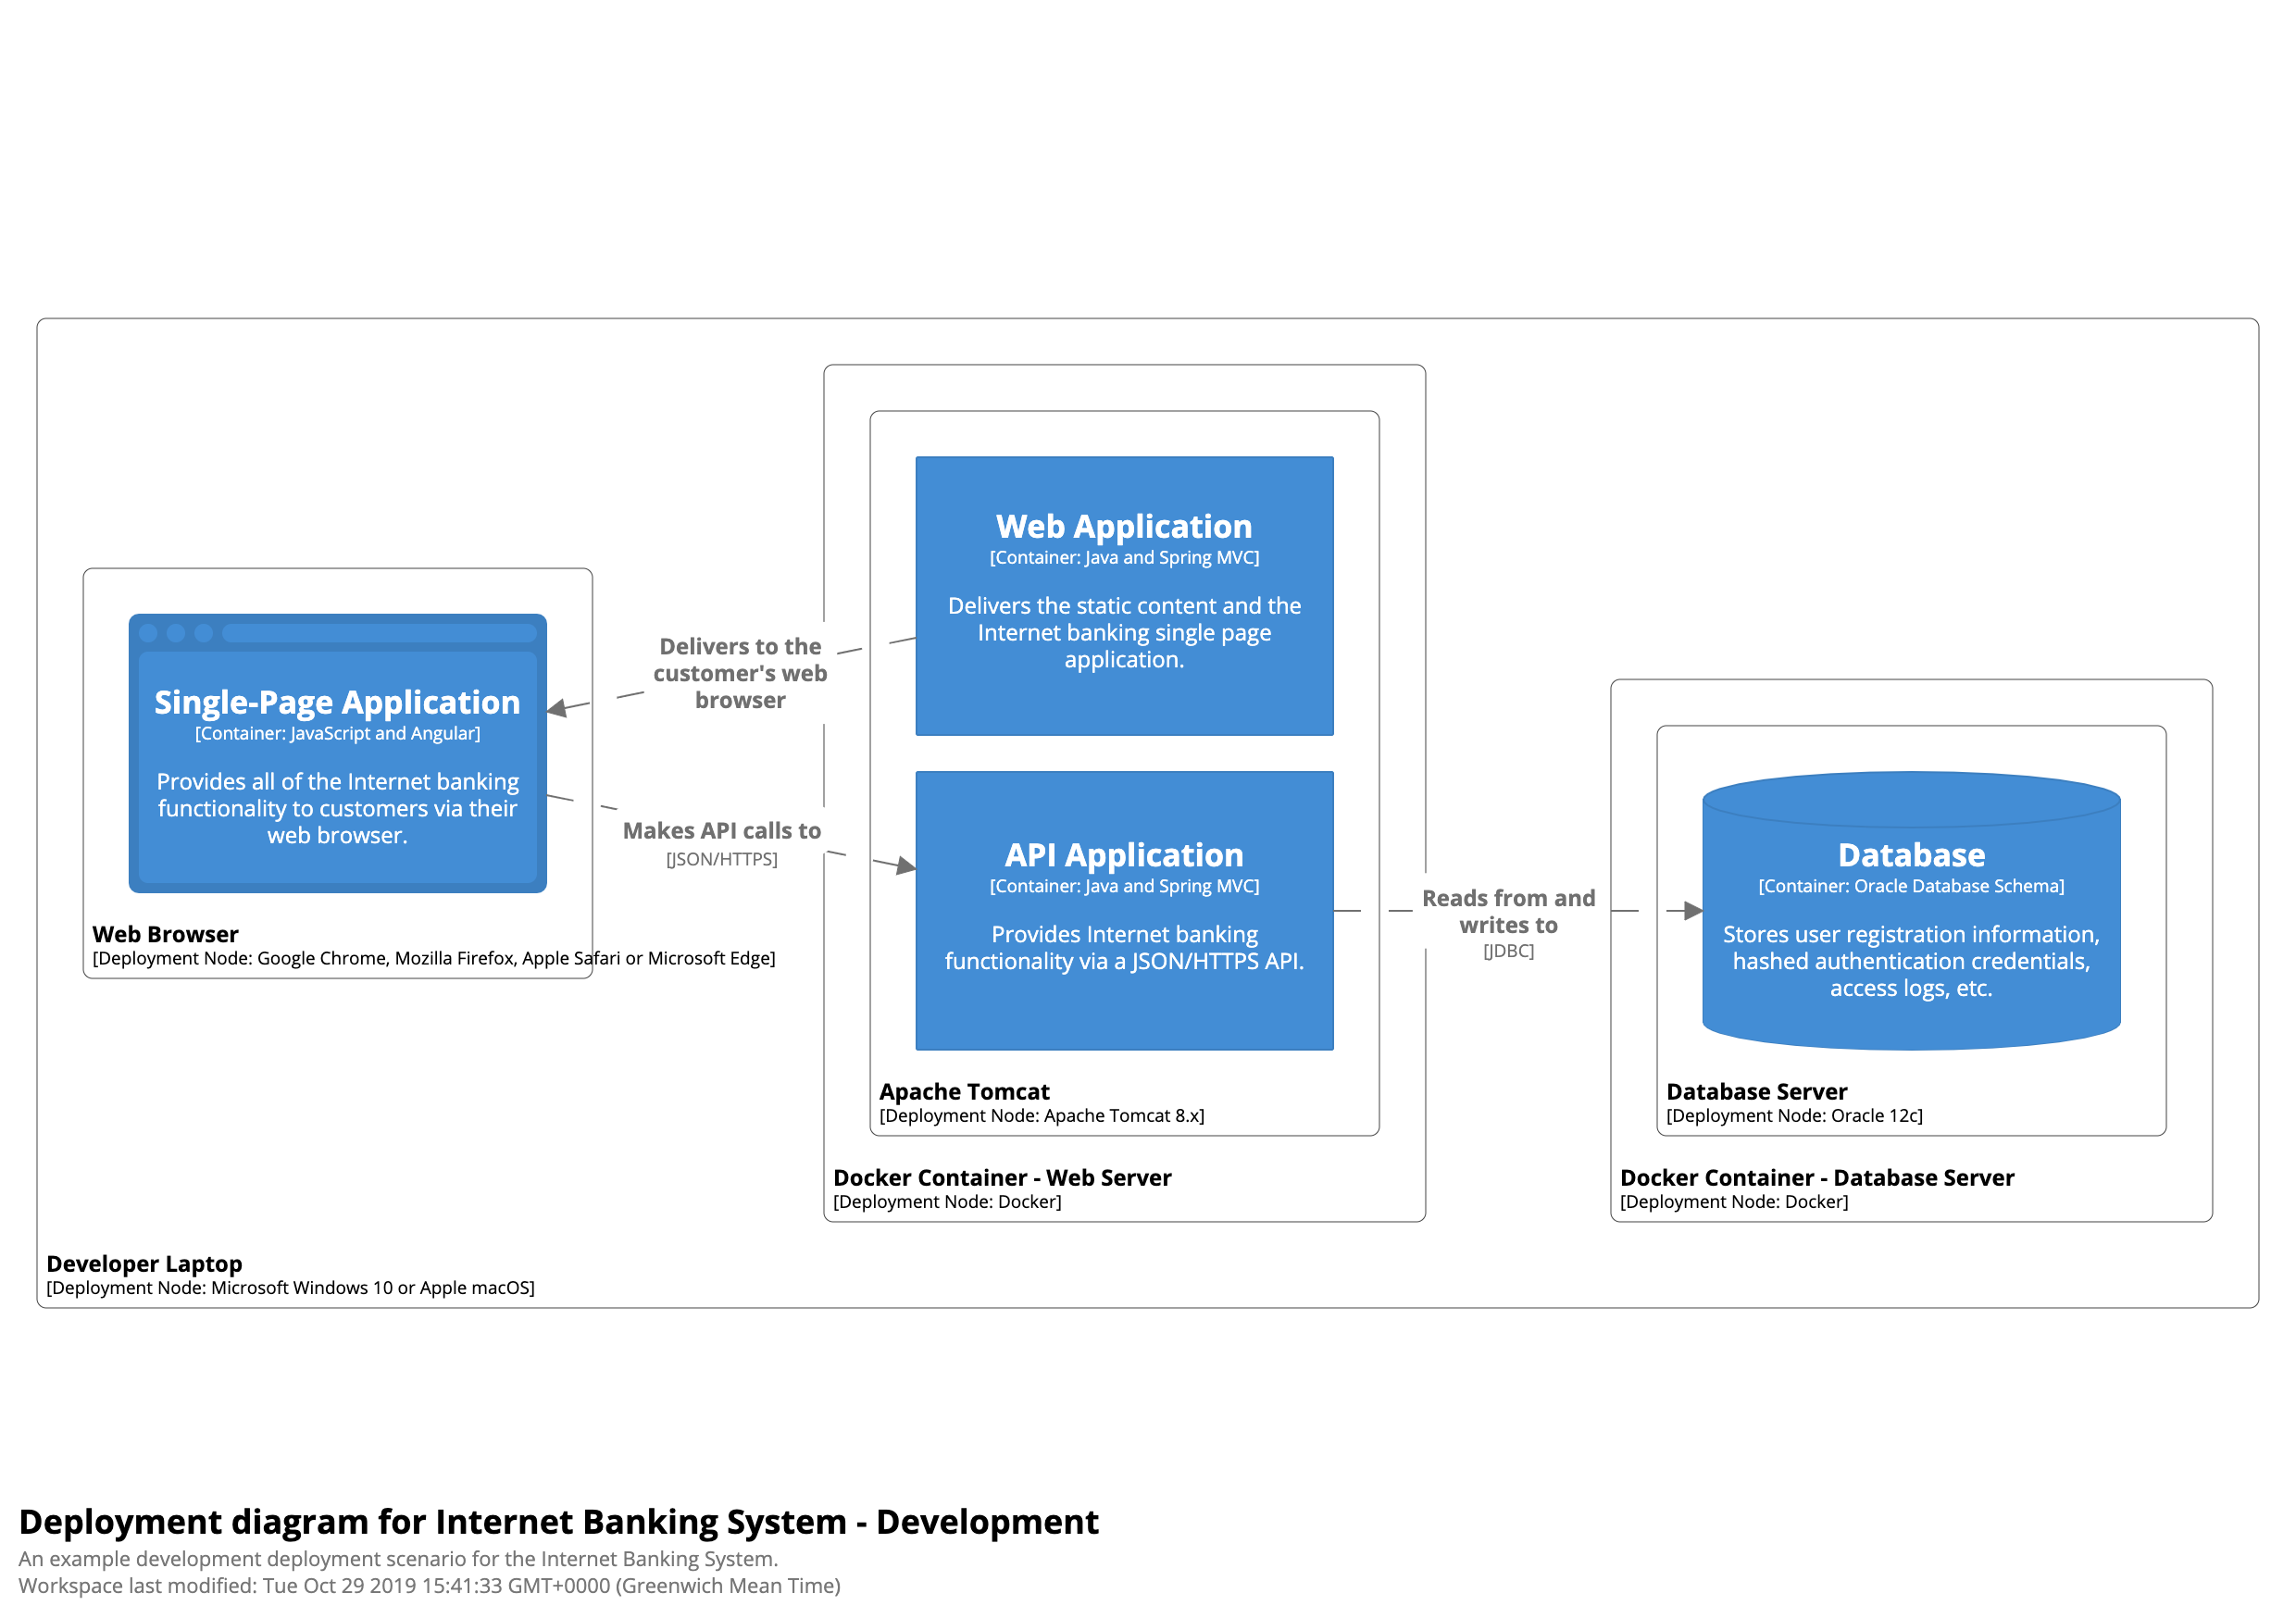 Web Application
[Container: Java and Spring MVC]
Delivers the static content and the
Internet banking single page
application.
Delivers to the
customer's web
browser
Single-Page Application
[Container: JavaScript and Angular]
Provides all of the Internet banking
functionality to customers via their
web browser.
Makes API calls to
[JSON/HTTPS]
Web Browser
[Deployment Node: Google Chrome, Mozilla Firefox, Apple Safari or Microsoft Edge]
API Application
[Container: Java and Spring MVC]
Provides Internet banking
functionality via a JSON/HTTPS API.
Reads from and
writes to
[JDBC]
Database
[Container: Oracle Database Schema]
Stores user registration information,
hashed authentication credentials,
access logs, etc.
Apache Tomcat
[Deployment Node: Apache Tomcat 8.x]
Database Server
[Deployment Node: Oracle 12c]
Docker Container - Web Server
[Deployment Node: Docker]
Docker Container - Database Server
[Deployment Node: Docker]
Developer Laptop
[Deployment Node: Microsoft Windows 10 or Apple macOS]
Deployment diagram for Internet Banking System - Development
An example development deployment scenario for the Internet Banking System.
Workspace last modified: Tue Oct 29 2019 15:41:33 GMT+0000 (Greenwich Mean Time)